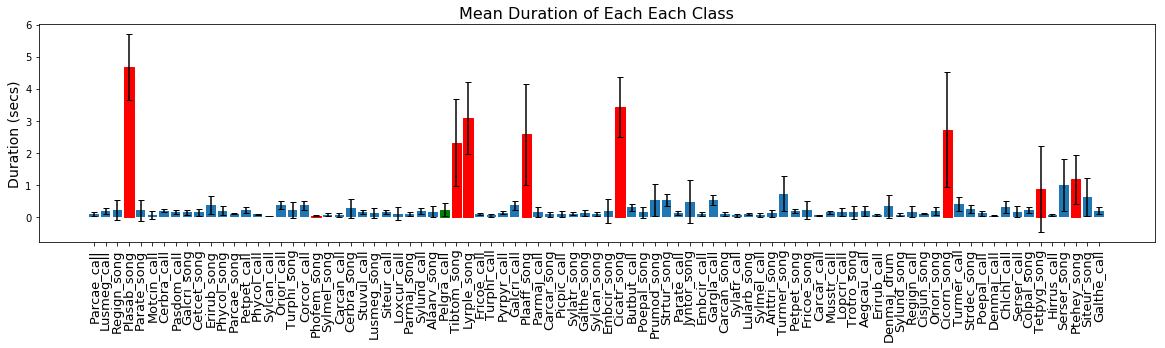 Mean Duration of Each Each Class
Duration (secs)
6
5
4
3
2
1
0
Parcae_call
Lusmeg_call
Regign_song
Plasab_song
Parate_song
Motcin_call
Cerbra_call
Pasdom_call
Galcri_song
Cetcet_song
Erirub_song
Phycol_song
Parcae_song
Petpet_call
Phycol_call
Sylcan_call
Oriori_call
Turphi_song
Corcor_call
Phofem_song
Sylmel_song
Carcan_call
Cerbra_song
Stuvul_call
Lusmeg_song
Siteur_call
Loxcur_call
Parmaj_song
Sylund_call
Alaarv_song
Pelgra_call
Tibtom_song
Lyrple_song
Fricoe_call
Turphi_call
Pyrpyr_call
Galcri_call
Plaaff_song
Parmaj_call
Carcar_song
Picpic_call
Sylatr_song
Galthe_song
Sylcan_song
Embcir_song
Cicatr_song
Butbut_call
Poepal_song
Prumod_song
Strtur_song
Parate_call
Jynton_song
Embcir_call
Gargla_call
Carcan_song
Sylatr_call
Lularb_song
Sylmel_call
Anttri_song
Turmer_song
Petpet_song
Fricoe_song
Carcar_call
Musstr_call
Loxcri_call
Trotro_song
Aegcau_call
Erirub_call
Denmaj_drum
Sylund_song
Regign_call
Cisjun_song
Oriori_song
Cicorn_song
Turmer_call
Strdec_song
Poepal_call
Denmaj_call
Chlchl_call
Serser_call
Colpal_song
Tetpyg_song
Hirrus_call
Serser_song
Ptehey_song
Siteur_song
Galthe_call